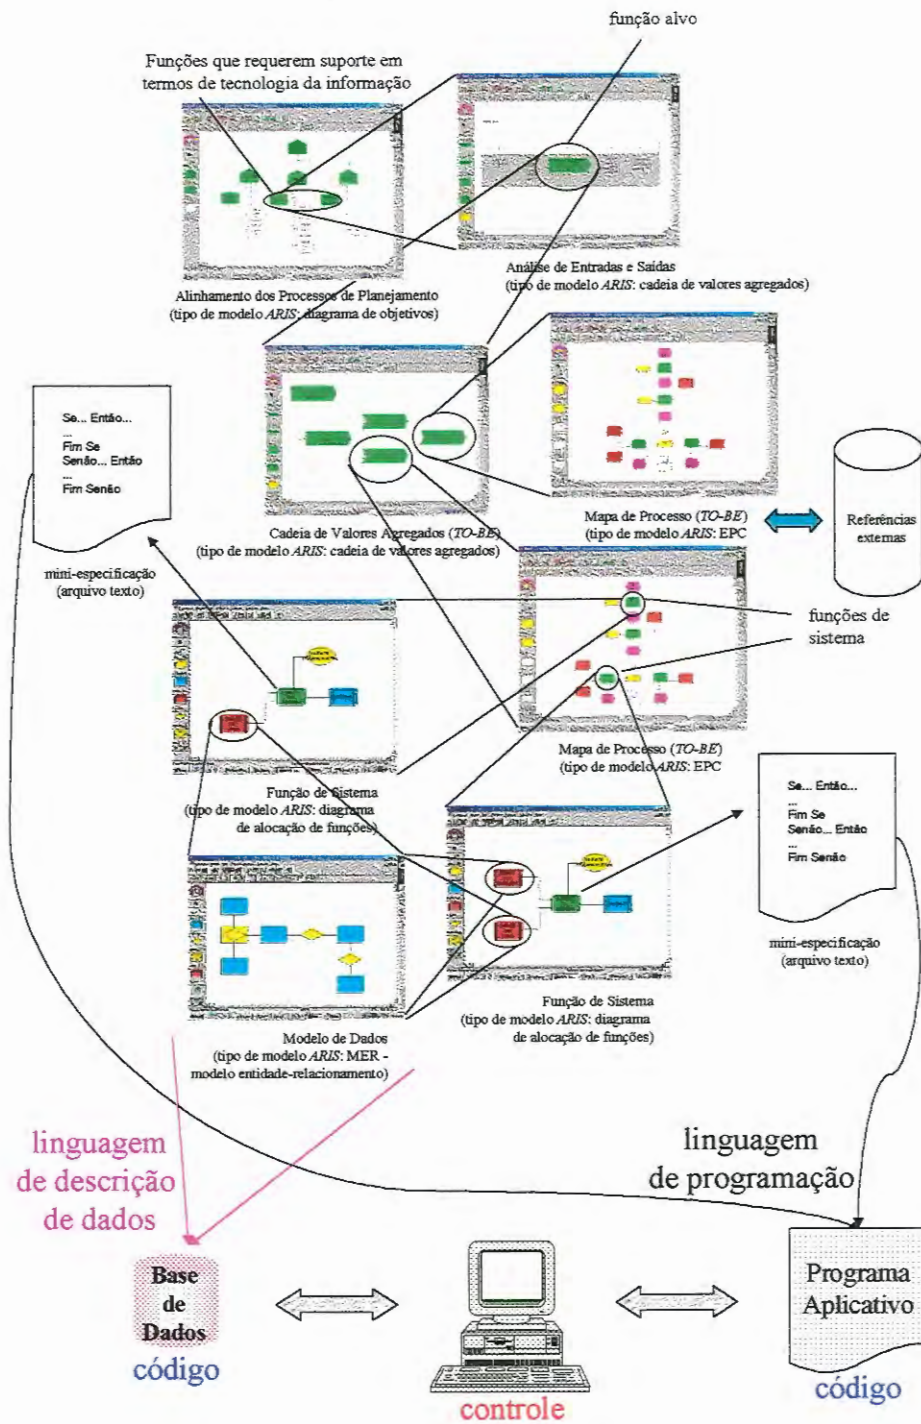 função alvo
Funções que requerem suporte em
termos de tecnologia da informação
Análise de Entradas e Saídas
(tipo de modelo ARIS: cadeia de valores agregados)
Alinhamento dos Processos de Planejamento
(tipo de modelo ARIS: diagrama de objetivos)
Se... Então...
...
Fim Se
Senão... Então
...
Fim Senão
mini-especificação
(arquivo texto)
Cadeia de Valores Agregados (TO-BE)
(tipo de modelo ARIS: cadeia de valores agregados)
Mapa de Processo (TO-BE)
(tipo de modelo ARIS: EPC
Referências
externas
funções de
sistema
Mapa de Processo (TO-BE)
(tipo de modelo ARIS: EPC
Função de Sistema
(tipo de modelo ARIS: diagrama
de alocação de funções)
Se... Então...
...
Fim Se
Senão... Então
...
Fim Senão
mini-especificação
(arquivo texto)
Função de Sistema
(tipo de modelo ARIS: diagrama
de alocação de funções)
Modelo de Dados
(tipo de modelo ARIS: MER -
modelo entidade-relacionamento)
linguagem
de descrição
de dados
linguagem
de programação
Base
de
Dados
código
controle
Programa
Aplicativo
código